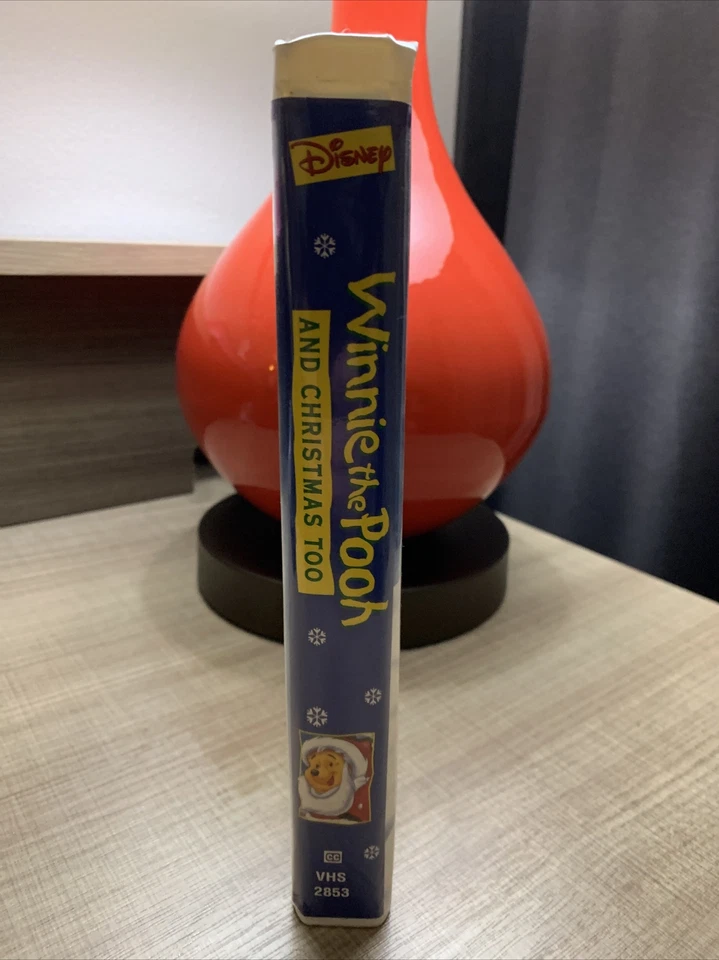 Disney
Winnie the Pooh
AND CHRISTMAS TOO
CC
VHS
2853